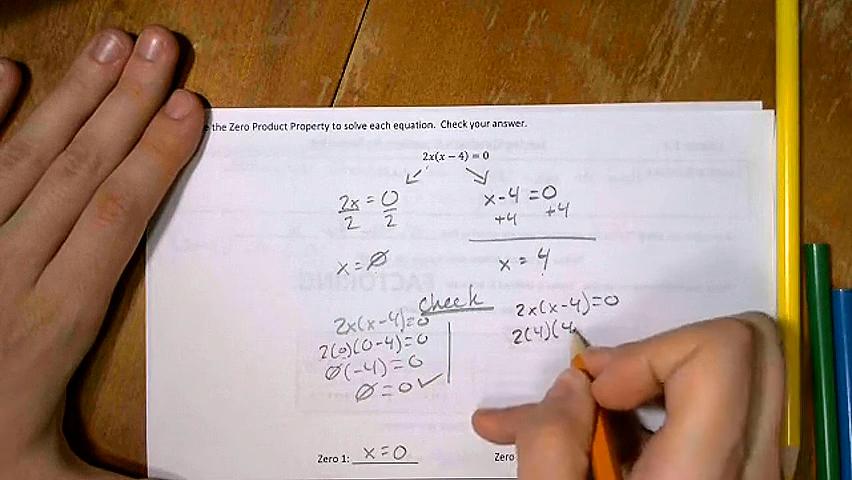 the Zero Product Property to solve each equation. Check your answer.
2x(x – 4) = 0
2x = 0
2 2
x = 0
x-4 = 0
+4 +4
x = 4
Check
2x(x-4)=0
2(0)(0-4)=0
0(-4)=0
0 = 0 ✓
2x(x-4)=0
2(4)(4
Zero 1: x=0
Zero
FACTORING